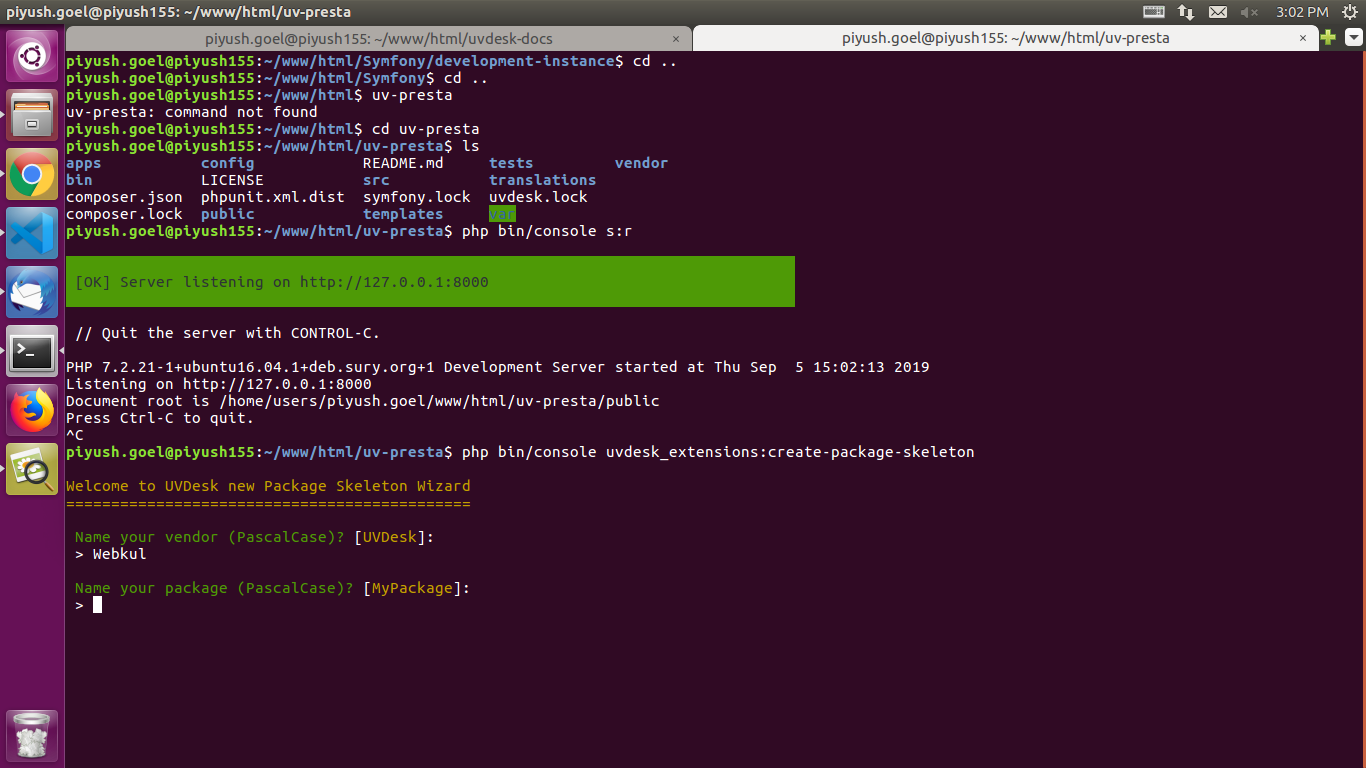 piyush.goel@piyush155: ~/www/html/uv-presta
3:02 PM
piyush.goel@piyush155: ~/www/html/uvdesk-docs ×
piyush.goel@piyush155: ~/www/html/uv-presta ×
piyush.goel@piyush155:~/www/html/Symfony/development-instance$ cd ..
piyush.goel@piyush155:~/www/html/Symfony$ cd ..
piyush.goel@piyush155:~/www/html$ uv-presta
uv-presta: command not found
piyush.goel@piyush155:~/www/html$ cd uv-presta
piyush.goel@piyush155:~/www/html/uv-presta$ ls
apps config README.md tests vendor
bin LICENSE src translations
composer.json phpunit.xml.dist symfony.lock uvdesk.lock
composer.lock public templates var
piyush.goel@piyush155:~/www/html/uv-presta$ php bin/console s:r
[OK] Server listening on http://127.0.0.1:8000
// Quit the server with CONTROL-C.
PHP 7.2.21-1+ubuntu16.04.1+deb.sury.org+1 Development Server started at Thu Sep  5 15:02:13 2019
Listening on http://127.0.0.1:8000
Document root is /home/users/piyush.goel/www/html/uv-presta/public
Press Ctrl-C to quit.
^C
piyush.goel@piyush155:~/www/html/uv-presta$ php bin/console uvdesk_extensions:create-package-skeleton
Welcome to UVDesk new Package Skeleton Wizard
=============================================
Name your vendor (PascalCase)? [UVDesk]:
> Webkul
Name your package (PascalCase)? [MyPackage]:
>